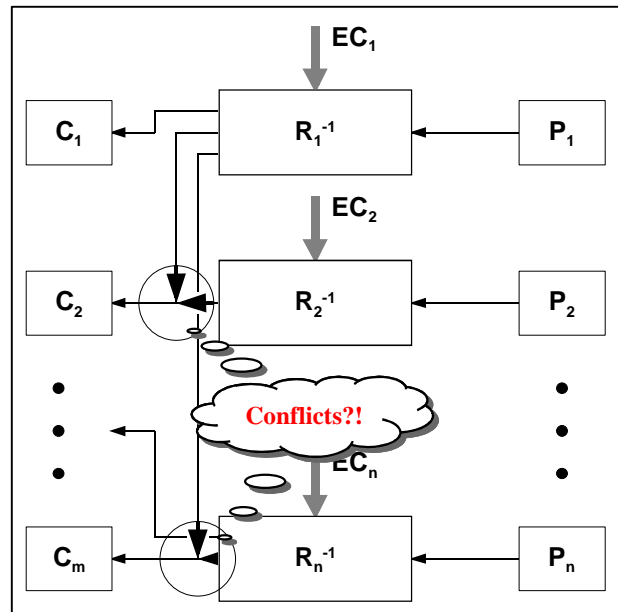 EC₁
C₁ R₁⁻¹ P₁
EC₂
C₂ R₂⁻¹ P₂
Conflicts?!
ECₙ
Cₘ Rₙ⁻¹ Pₙ